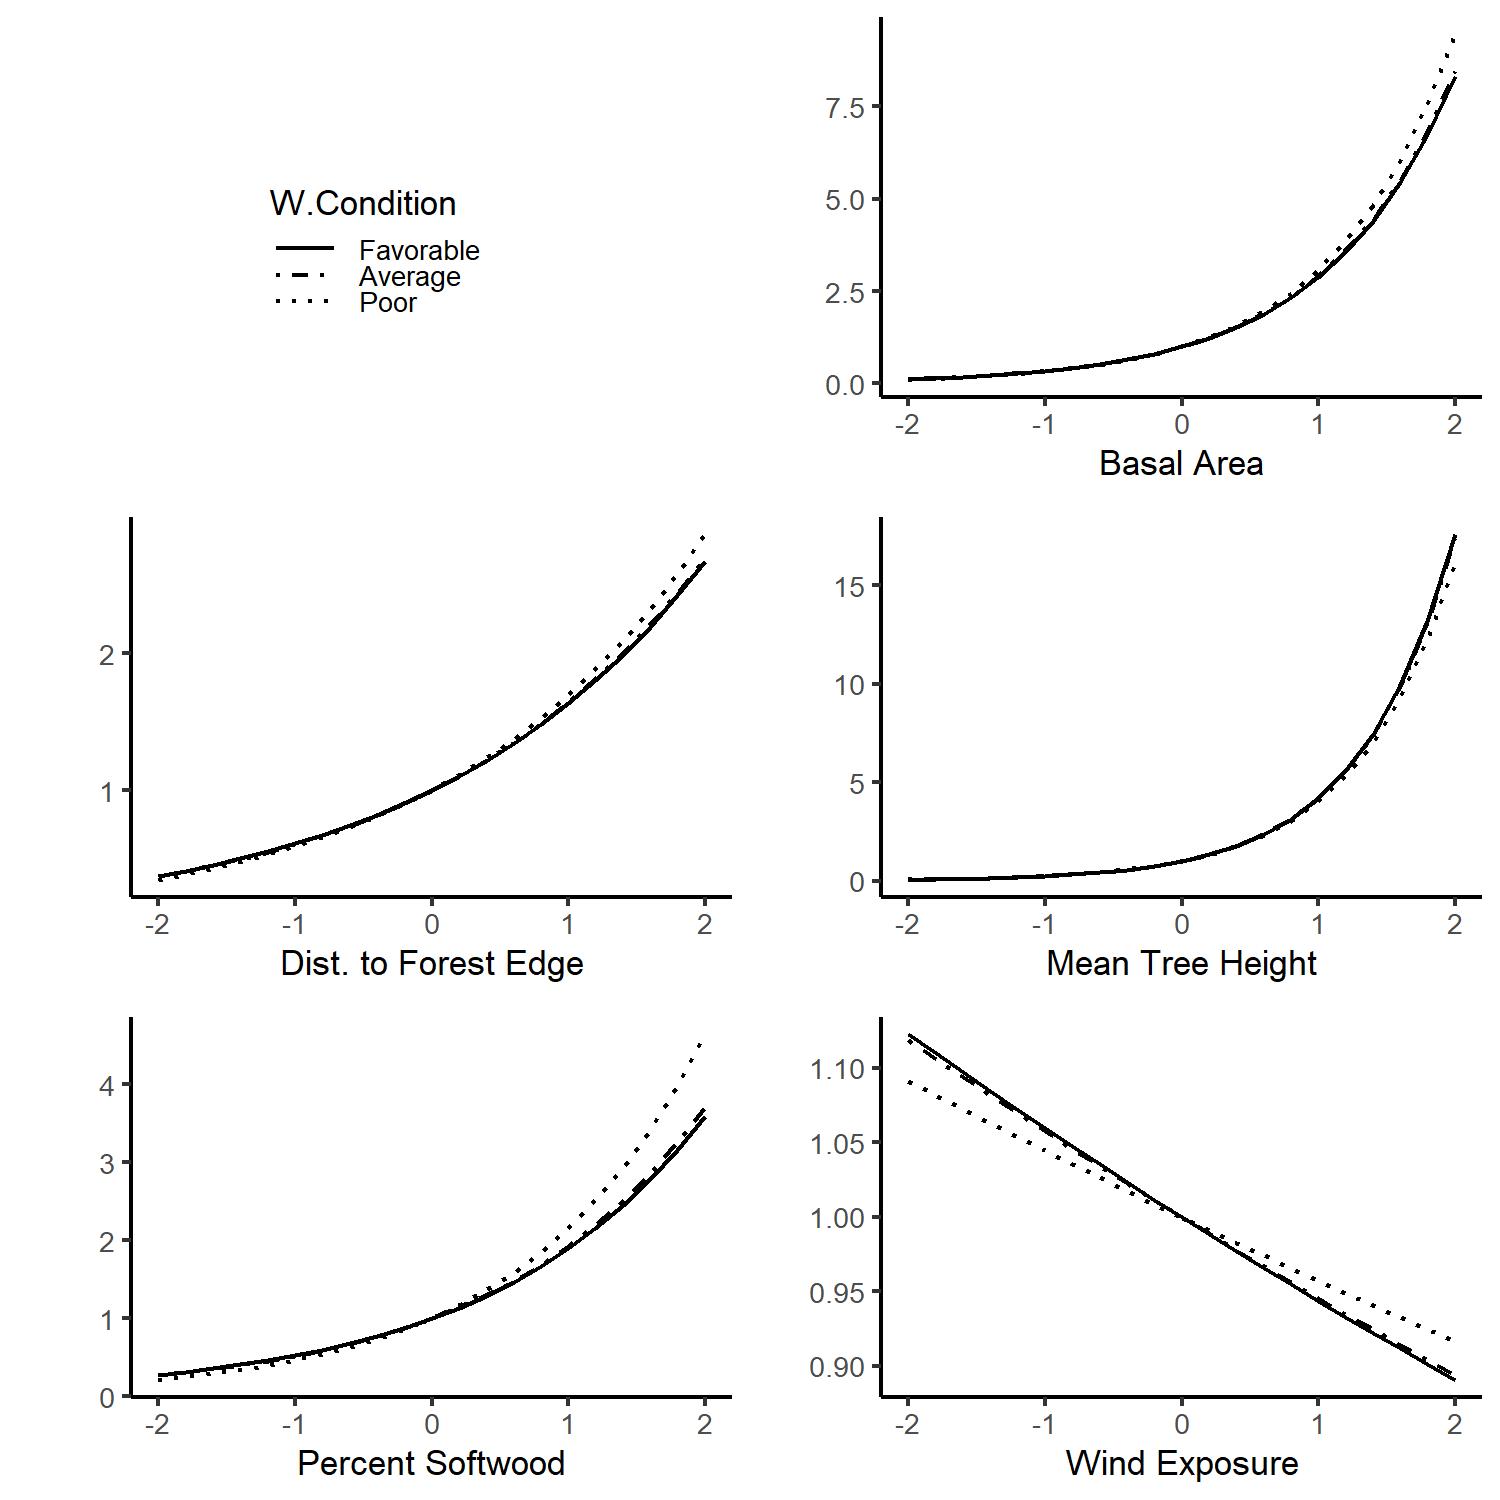 W.Condition
Favorable
Average
Poor
7.5
5.0
2.5
0.0
-2 -1 0 1 2
Basal Area
2
1
-2 -1 0 1 2
Dist. to Forest Edge
15
10
5
0
-2 -1 0 1 2
Mean Tree Height
4
3
2
1
0
-2 -1 0 1 2
Percent Softwood
1.10
1.05
1.00
0.95
0.90
-2 -1 0 1 2
Wind Exposure